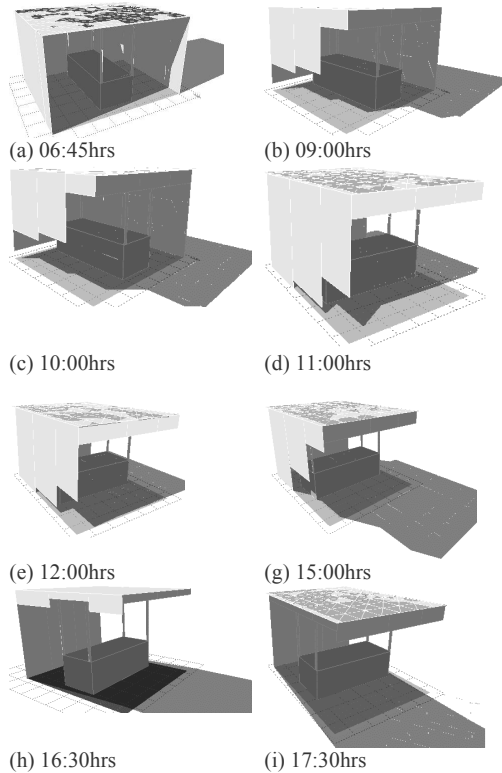 (a) 06:45hrs
(b) 09:00hrs
(c) 10:00hrs
(d) 11:00hrs
(e) 12:00hrs
(g) 15:00hrs
(h) 16:30hrs
(i) 17:30hrs